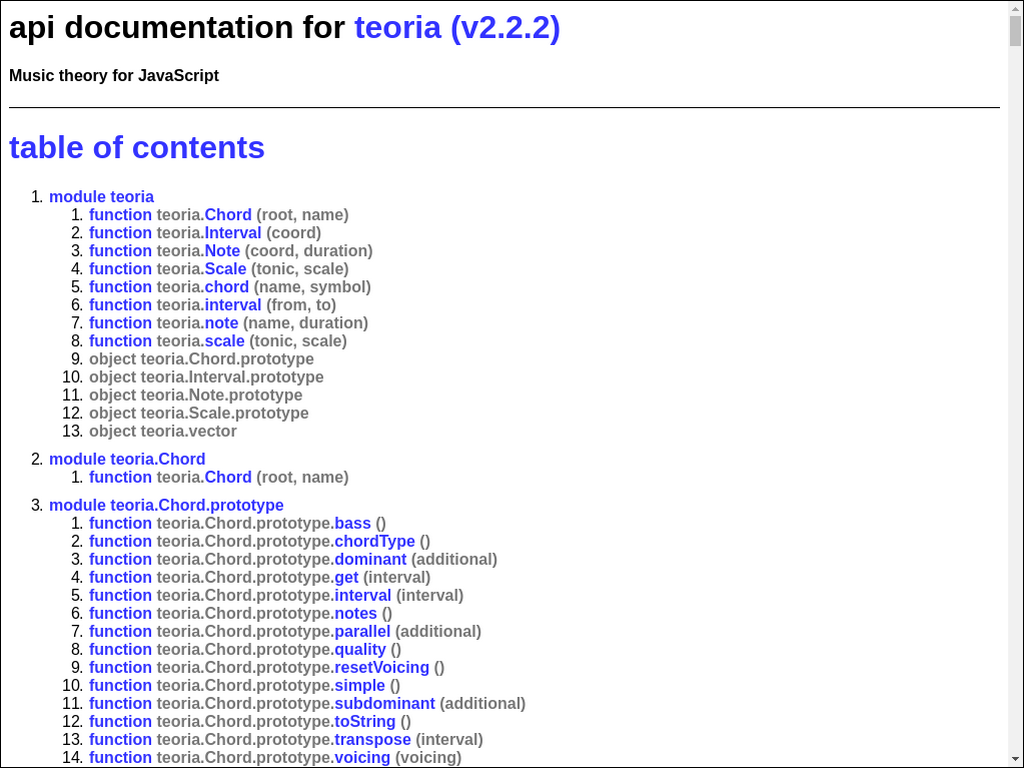 api documentation for teoria (v2.2.2)
Music theory for JavaScript
table of contents
1. module teoria
1. function teoria.Chord (root, name)
2. function teoria.Interval (coord)
3. function teoria.Note (coord, duration)
4. function teoria.Scale (tonic, scale)
5. function teoria.chord (name, symbol)
6. function teoria.interval (from, to)
7. function teoria.note (name, duration)
8. function teoria.scale (tonic, scale)
9. object teoria.Chord.prototype
10. object teoria.Interval.prototype
11. object teoria.Note.prototype
12. object teoria.Scale.prototype
13. object teoria.vector
2. module teoria.Chord
1. function teoria.Chord (root, name)
3. module teoria.Chord.prototype
1. function teoria.Chord.prototype.bass ()
2. function teoria.Chord.prototype.chordType ()
3. function teoria.Chord.prototype.dominant (additional)
4. function teoria.Chord.prototype.get (interval)
5. function teoria.Chord.prototype.interval (interval)
6. function teoria.Chord.prototype.notes ()
7. function teoria.Chord.prototype.parallel (additional)
8. function teoria.Chord.prototype.quality ()
9. function teoria.Chord.prototype.resetVoicing ()
10. function teoria.Chord.prototype.simple ()
11. function teoria.Chord.prototype.subdominant (additional)
12. function teoria.Chord.prototype.toString ()
13. function teoria.Chord.prototype.transpose (interval)
14. function teoria.Chord.prototype.voicing (voicing)